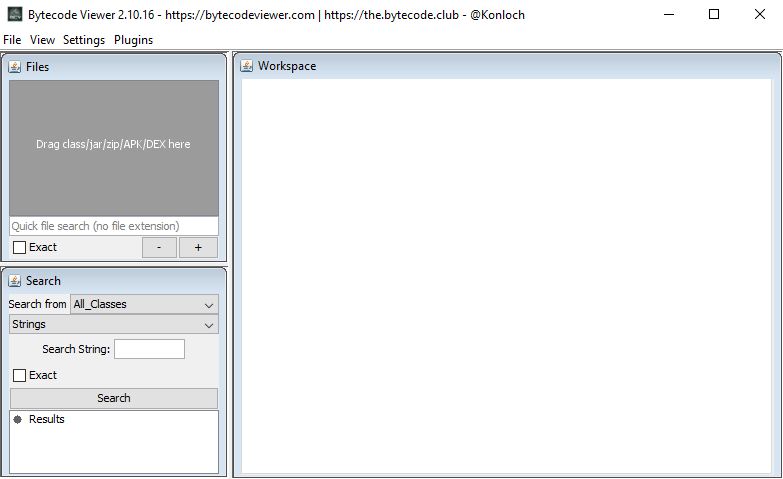 Bytecode Viewer 2.10.16 - https://bytecodeviewer.com | https://the.bytecode.club - @Konloch
File View Settings Plugins
Files
Drag class/jar/zip/APK/DEX here
Quick file search (no file extension)
Exact - +
Search
Search from All_Classes
Strings
Search String:
Exact
Search
Results
Workspace